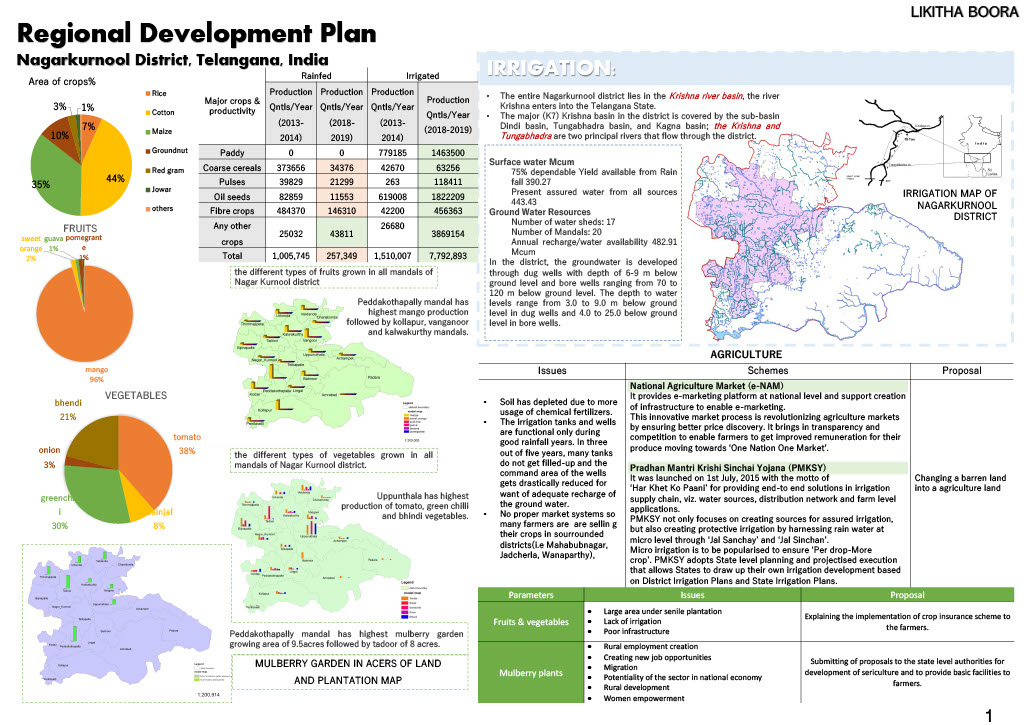 LIKITHA BOORA
Regional Development Plan
Nagarkurnool District, Telangana, India
Area of crops%
3%
1%
7%
10%
35%
44%
Rice
Cotton
Maize
Groundnut
Red gram
Jowar
others
Major crops &
productivity
Rainfed
Irrigated
Production
Qntls/Year
(2013-
2014)
Production
Qntls/Year
(2018-
2019)
Production
Qntls/Year
(2013-
2014)
Production
Qntls/Year
(2018-2019)
Paddy 0 0 779185 1463500
Coarse cereals 373656 34376 42670 63256
Pulses 39829 21299 263 118411
Oil seeds 82859 11553 619008 1822209
Fibre crops 484370 146310 42200 456363
Any other
crops
25032 43811 26680 3869154
Total 1,005,745 257,349 1,510,007 7,792,893
FRUITS
sweet
orange
2%
guava
1%
pomegrant
e
1%
mango
96%
VEGETABLES
bhendi
21%
onion
3%
greenchil
i
30%
tomato
38%
8%
the different types of fruits grown in all mandals of
Nagar Kurnool district
Peddakothapally mandal has
highest mango production
followed by kollapur, vanganoor
and kalwakurthy mandals.
the different types of vegetables grown in all
mandals of Nagar Kurnool district.
Uppunthala has highest
production of tomato, green chilli
and bhindi vegetables.
Peddakothapally mandal has highest mulberry garden
growing area of 9.5acres followed by tadoor of 8 acres.
MULBERRY GARDEN IN ACERS OF LAND
AND PLANTATION MAP
1:200,914
IRRIGATION:
• The entire Nagarkurnool district lies in the Krishna river basin, the river
Krishna enters into the Telangana State.
• The major (K7) Krishna basin in the district is covered by the sub-basin
Dindi basin, Tungabhadra basin, and Kagna basin; the Krishna and
Tungabhadra are two principal rivers that flow through the district.
Surface water Mcum
75% dependable Yield available from Rain
fall 390.27
Present assured water from all sources
443.43
Ground Water Resources
Number of water sheds: 17
Number of Mandals: 20
Annual recharge/water availability 482.91
Mcum
In the district, the groundwater is developed
through dug wells with depth of 6-9 m below
ground level and bore wells ranging from 70 to
120 m below ground level. The depth to water
levels range from 3.0 to 9.0 m below ground
level in dug wells and 4.0 to 25.0 below ground
level in bore wells.
India
IRRIGATION MAP OF
NAGARKURNOOL
DISTRICT
AGRICULTURE
Issues Schemes Proposal
• Soil has depleted due to more
usage of chemical fertilizers.
• The irrigation tanks and wells
are functional only during
good rainfall years. In three
out of five years, many tanks
do not get filled-up and the
command area of the wells
gets drastically reduced for
want of adequate recharge of
the ground water.
• No proper market systems so
many farmers are are sellin g
their crops in sourrounded
districts(i.e Mahabubnagar,
Jadcherla, Wanaparthy),
National Agriculture Market (e-NAM)
It provides e-marketing platform at national level and support creation
of infrastructure to enable e-marketing.
This innovative market process is revolutionizing agriculture markets
by ensuring better price discovery. It brings in transparency and
competition to enable farmers to get improved remuneration for their
produce moving towards 'One Nation One Market'.
Pradhan Mantri Krishi Sinchai Yojana (PMKSY)
It was launched on 1st July, 2015 with the motto of
'Har Khet Ko Paani' for providing end-to end solutions in irrigation
supply chain, viz. water sources, distribution network and farm level
applications.
PMKSY not only focuses on creating sources for assured irrigation,
but also creating protective irrigation by harnessing rain water at
micro level through 'Jal Sanchay' and 'Jal Sinchan'.
Micro irrigation is to be popularised to ensure 'Per drop-More
crop'. PMKSY adopts State level planning and projectised execution
that allows States to draw up their own irrigation development based
on District Irrigation Plans and State Irrigation Plans.
Changing a barren land
into a agriculture land
Parameters Issues Proposal
Fruits & vegetables
• Large area under senile plantation
• Lack of irrigation
• Poor infrastructure
Explaining the implementation of crop insurance scheme to
the farmers.
Mulberry plants
• Rural employment creation
• Creating new job opportunities
• Migration
• Potentiality of the sector in national economy
• Rural development
• Women empowerment
Submitting of proposals to the state level authorities for
development of sericulture and to provide basic facilities to
farmers.
1